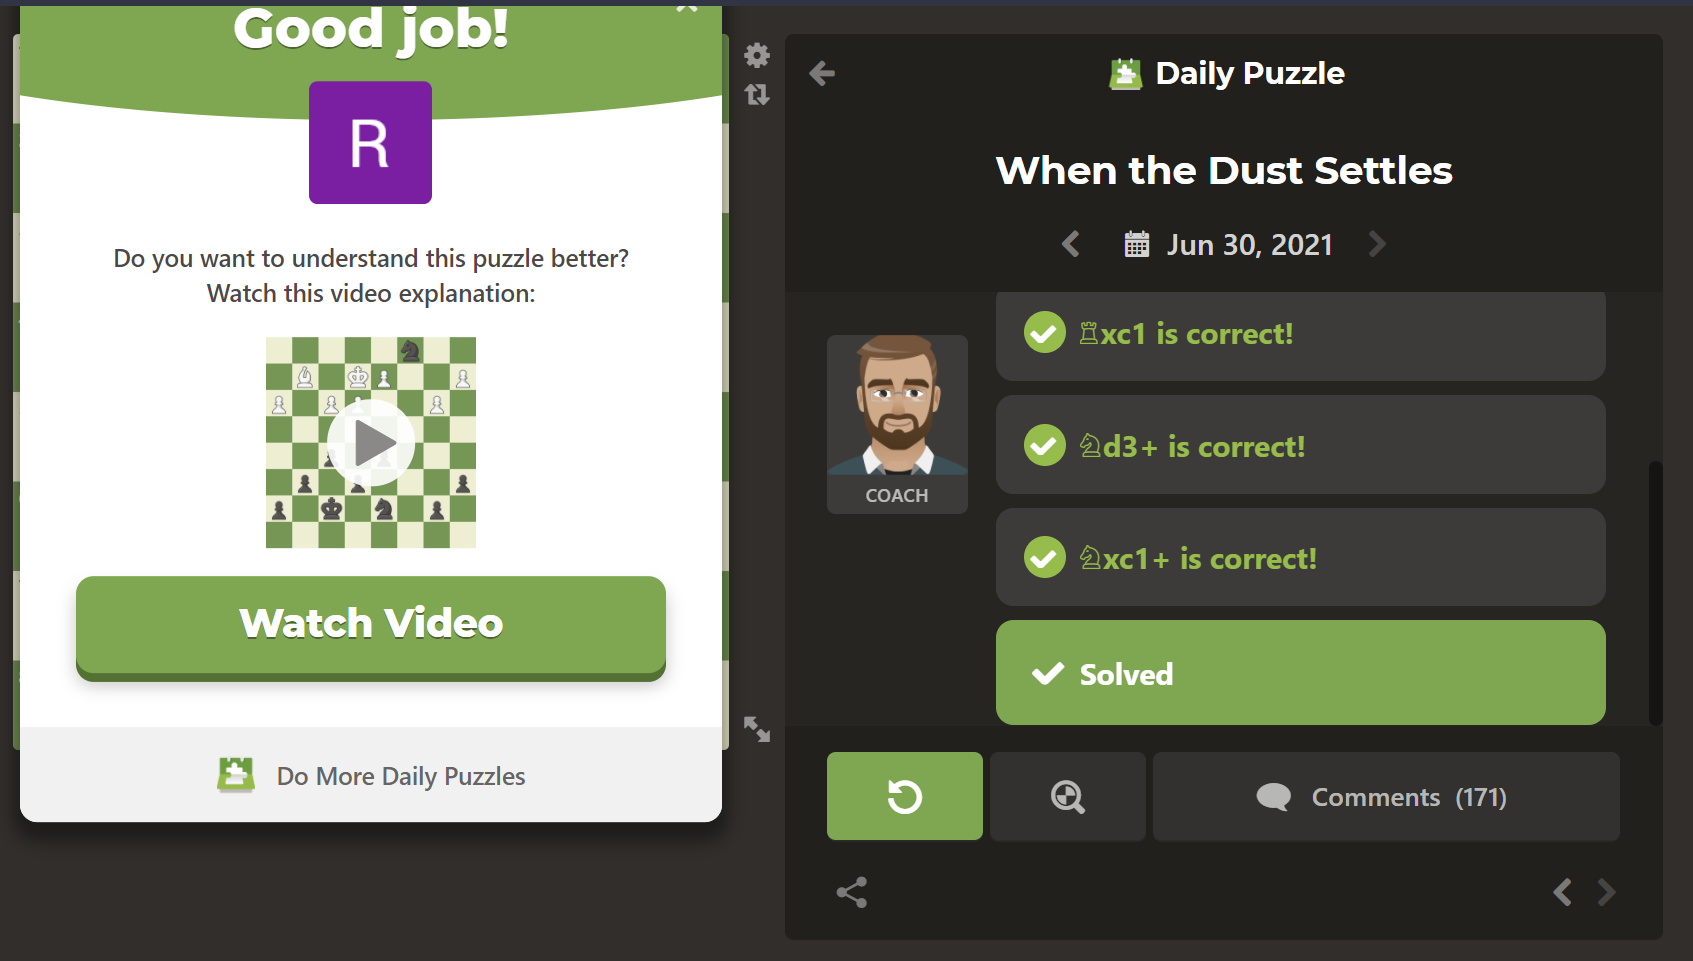 Good job!
R
Do you want to understand this puzzle better?
Watch this video explanation:
Watch Video
Do More Daily Puzzles
Daily Puzzle
When the Dust Settles
Jun 30, 2021
♖xc1 is correct!
♘d3+ is correct!
♘xc1+ is correct!
COACH
Solved
Comments (171)